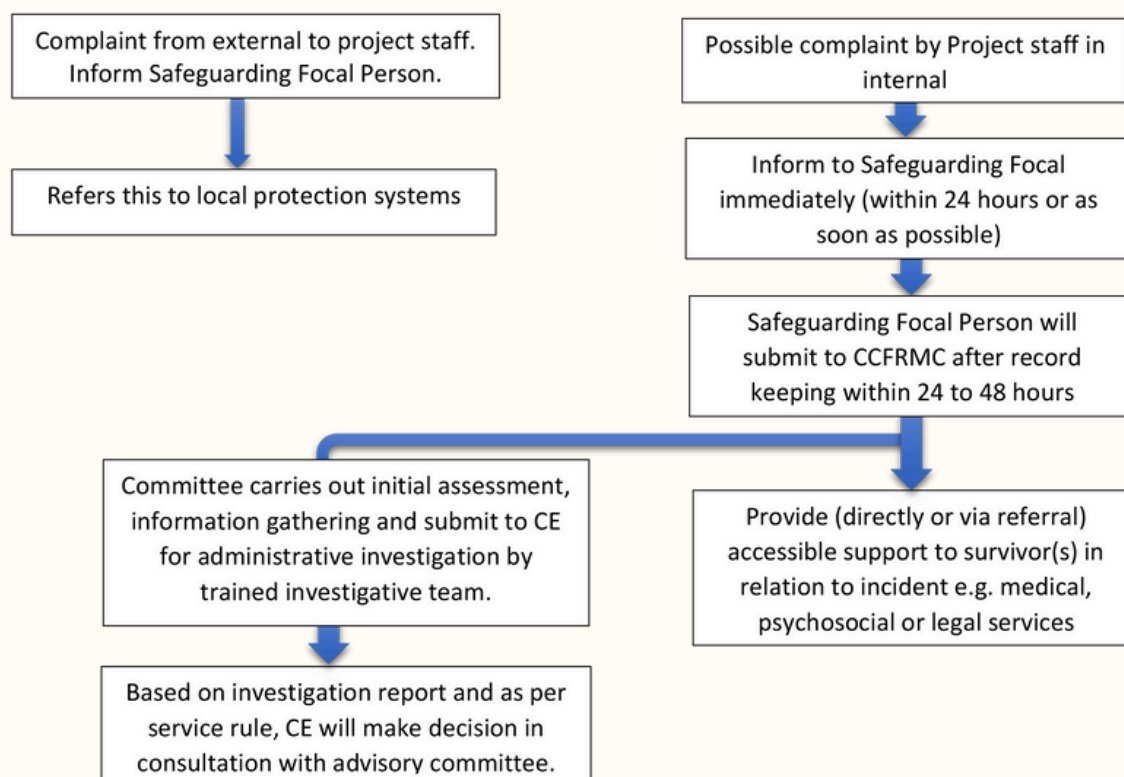 Complaint from external to project staff.
Inform Safeguarding Focal Person.
Refers this to local protection systems
Possible complaint by Project staff in
internal
Inform to Safeguarding Focal
immediately (within 24 hours or as
soon as possible)
Safeguarding Focal Person will
submit to CCFRMC after record
keeping within 24 to 48 hours
Committee carries out initial assessment,
information gathering and submit to CE
for administrative investigation by
trained investigative team.
Provide (directly or via referral)
accessible support to survivor(s) in
relation to incident e.g. medical,
psychosocial or legal services
Based on investigation report and as per
service rule, CE will make decision in
consultation with advisory committee.